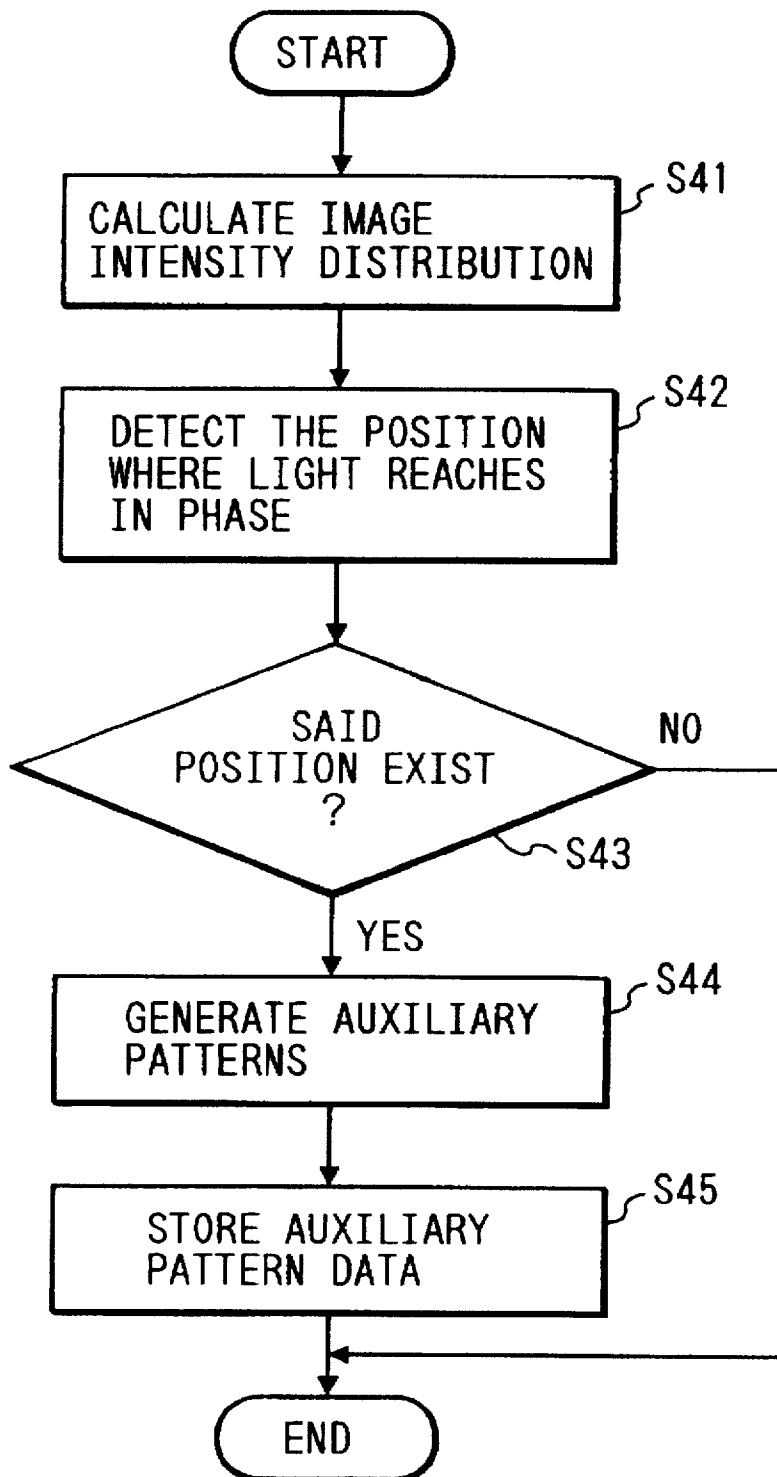 START
S41
CALCULATE IMAGE
INTENSITY DISTRIBUTION
S42
DETECT THE POSITION
WHERE LIGHT REACHES
IN PHASE
SAID
POSITION EXIST
?
NO
S43
YES
S44
GENERATE AUXILIARY
PATTERNS
S45
STORE AUXILIARY
PATTERN DATA
END